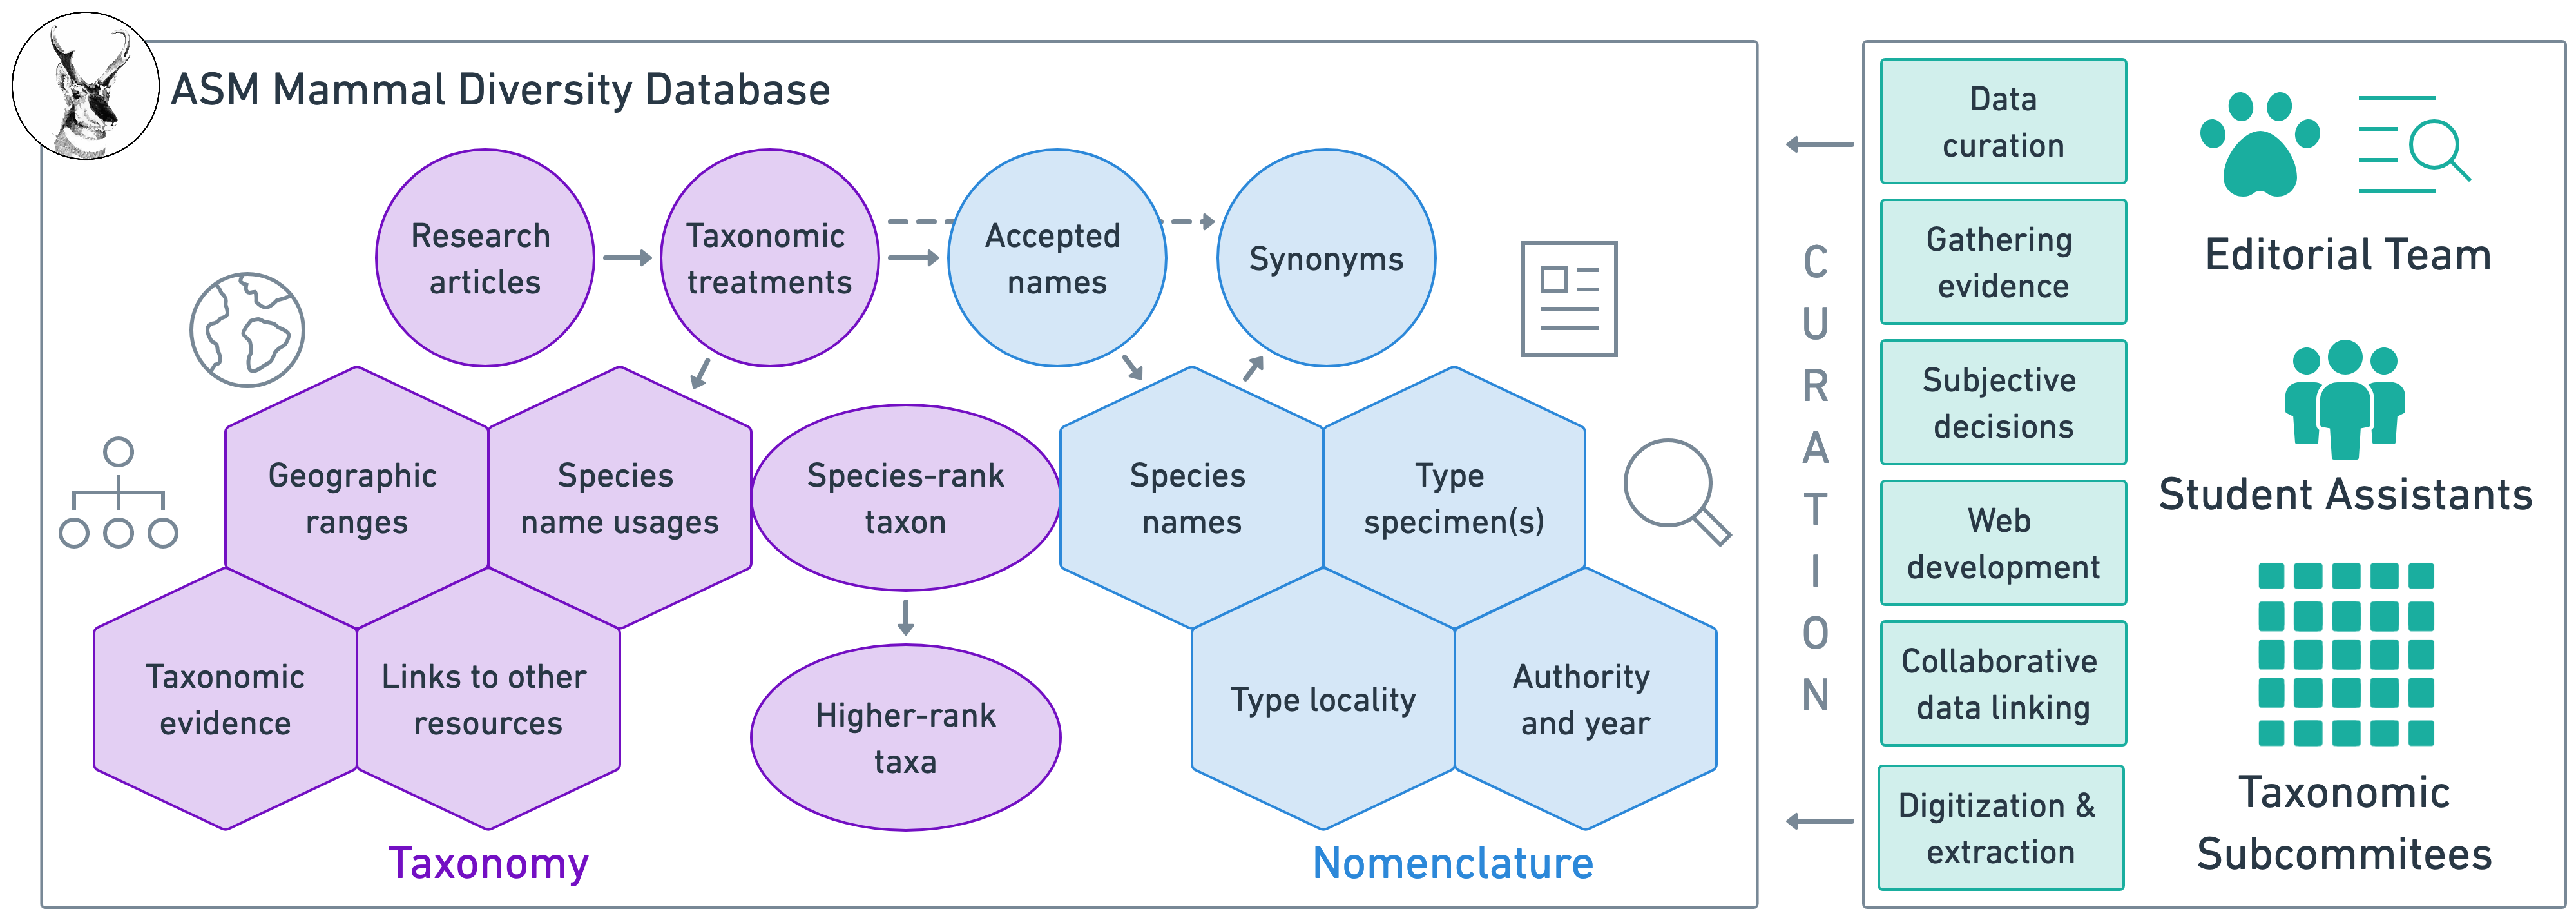 ASM Mammal Diversity Database
Research
articles
Taxonomic
treatments
Accepted
names
Synonyms
Geographic
ranges
Species
name usages
Species-rank
taxon
Species
names
Type
specimen(s)
Taxonomic
evidence
Links to other
resources
Higher-rank
taxa
Type locality
Authority
and year
Taxonomy
Nomenclature
CURATION
Data
curation
Gathering
evidence
Subjective
decisions
Web
development
Collaborative
data linking
Digitization &
extraction
Editorial Team
Student Assistants
Taxonomic
Subcommitees